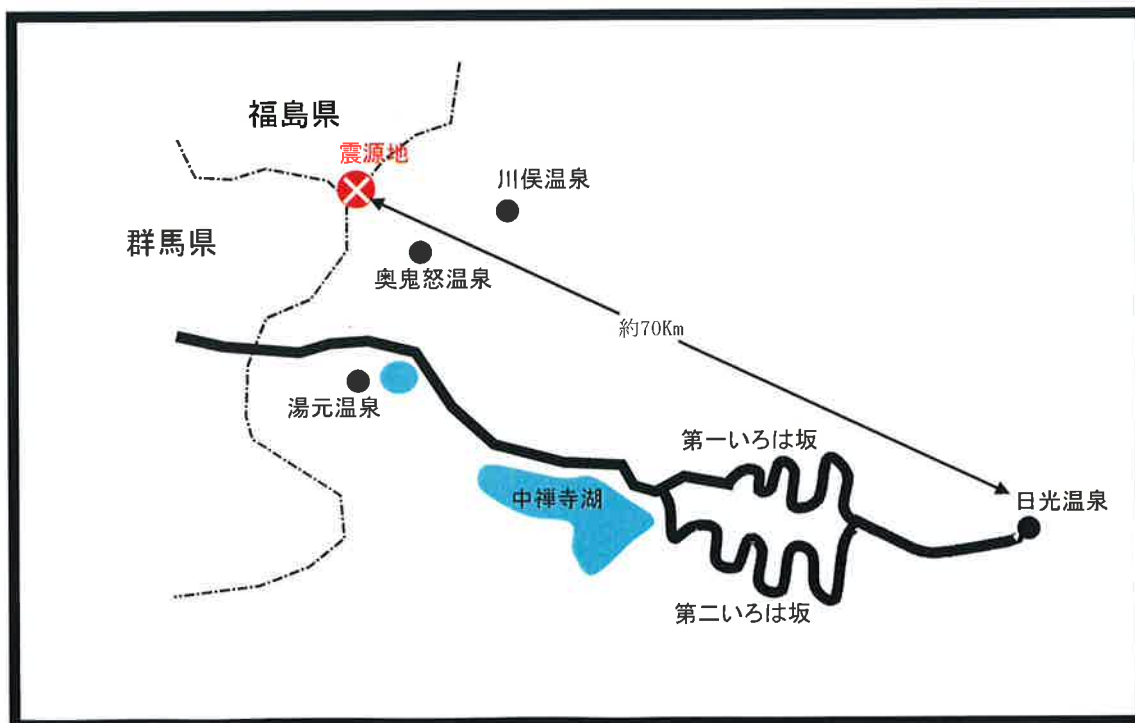 福島県
震源地
川俣温泉
群馬県
奥鬼怒温泉
約70Km
湯元温泉
第一いろは坂
中禅寺湖
日光温泉
第二いろは坂